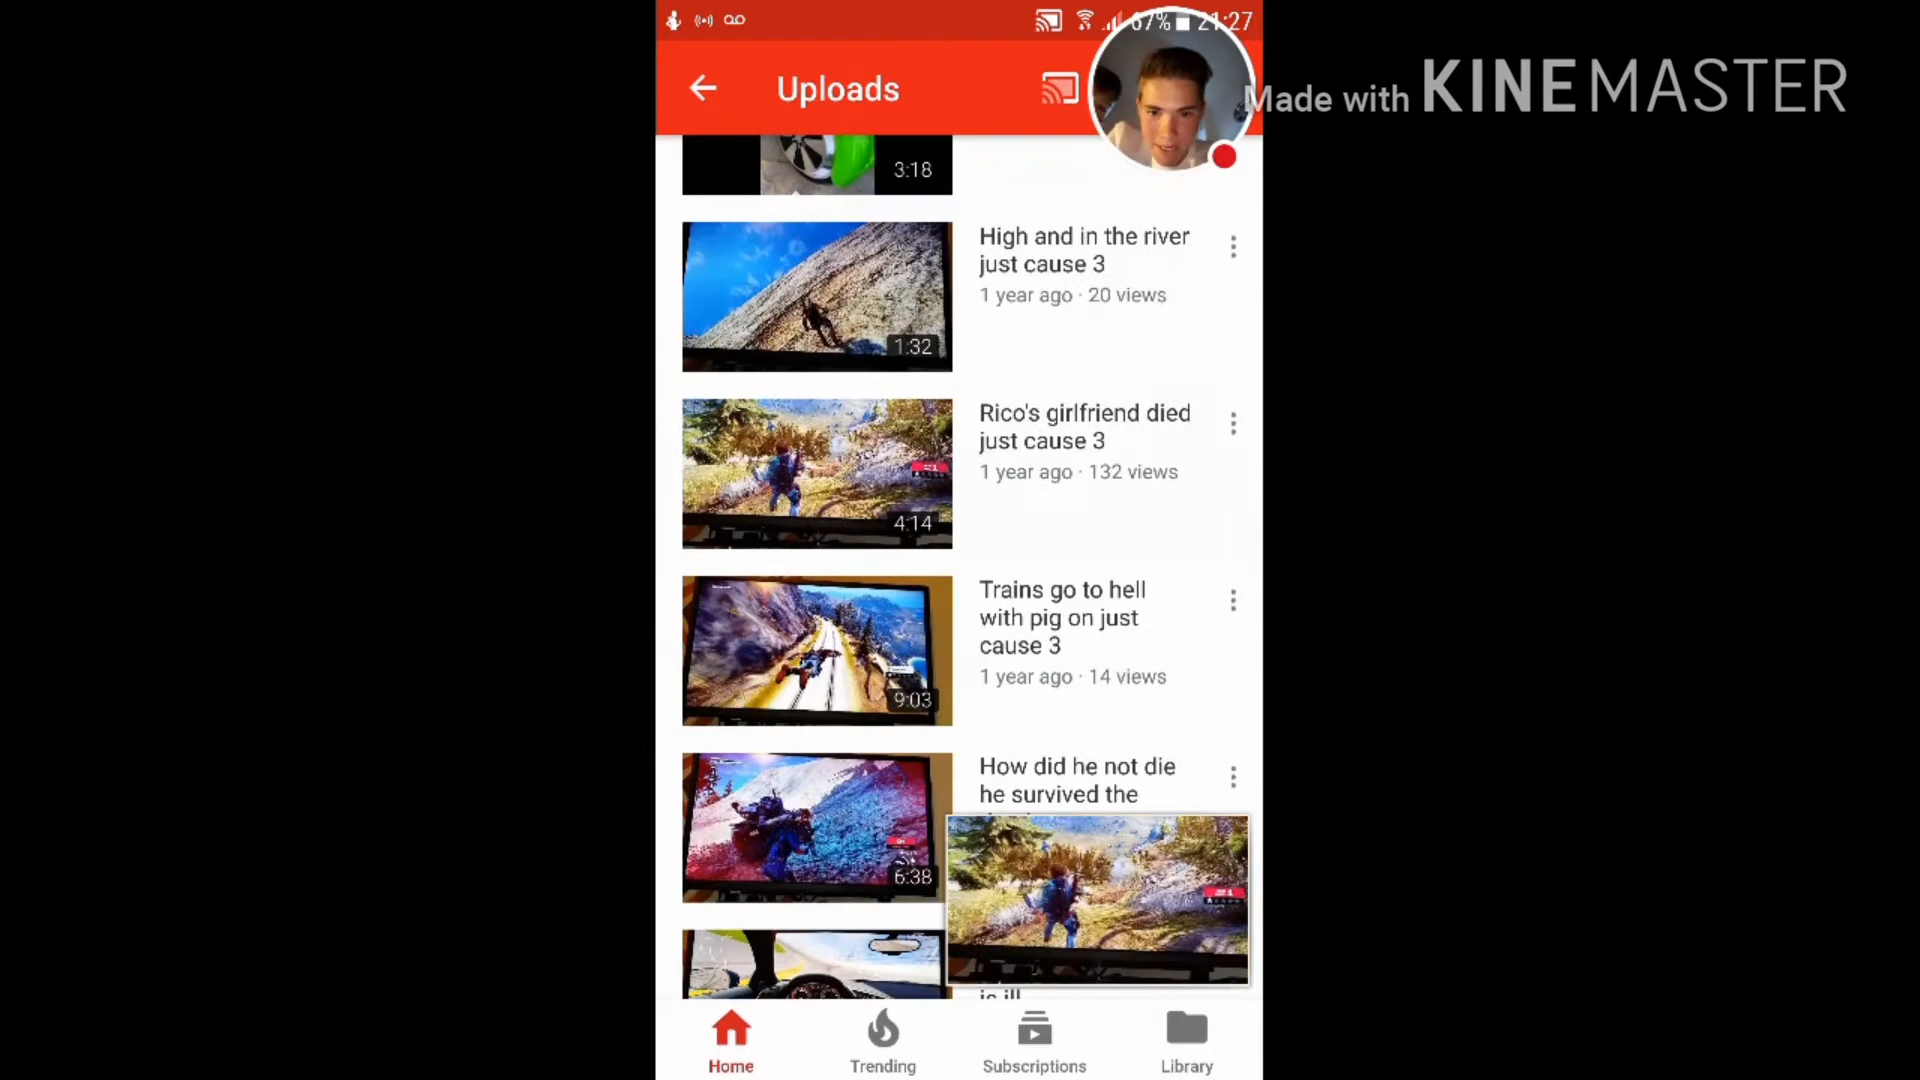 67% 21:27
Uploads
Made with KINEMASTER
3:18
High and in the river
just cause 3
1 year ago · 20 views
1:32
Rico's girlfriend died
just cause 3
1 year ago · 132 views
4:14
Trains go to hell
with pig on just
cause 3
1 year ago · 14 views
9:03
How did he not die
he survived the
6:38
is ill
Home
Trending
Subscriptions
Library